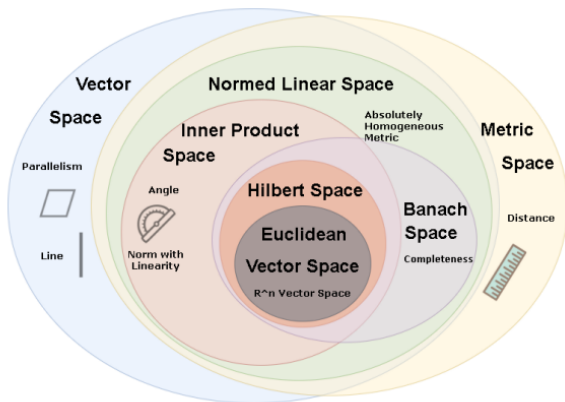 Vector
Space
Parallelism
Line
Normed Linear Space
Absolutely
Homogeneous
Metric
Inner Product
Space
Angle
Norm with
Linearity
Hilbert Space
Euclidean
Vector Space
R^n Vector Space
Banach
Space
Completeness
Metric
Space
Distance